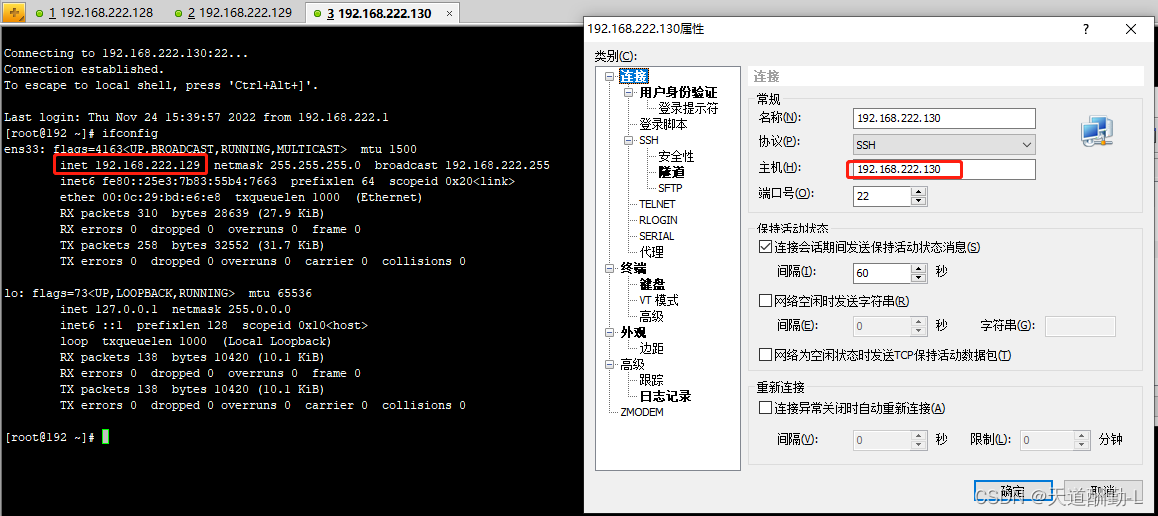 1 192.168.222.128
2 192.168.222.129
3 192.168.222.130
Connecting to 192.168.222.130:22...
Connection established.
To escape to local shell, press 'Ctrl+Alt+]'.
Last login: Thu Nov 24 15:39:57 2022 from 192.168.222.1
[root@192 ~]# ifconfig
ens33: flags=4163<UP,BROADCAST,RUNNING,MULTICAST>  mtu 1500
inet 192.168.222.129  netmask 255.255.255.0  broadcast 192.168.222.255
inet6 fe80::25e3:7b83:55b4:7663  prefixlen 64  scopeid 0x20<link>
ether 00:0c:29:bd:e6:e8  txqueuelen 1000  (Ethernet)
RX packets 310  bytes 28639 (27.9 KiB)
RX errors 0  dropped 0  overruns 0  frame 0
TX packets 258  bytes 32552 (31.7 KiB)
TX errors 0  dropped 0 overruns 0  carrier 0  collisions 0
lo: flags=73<UP,LOOPBACK,RUNNING>  mtu 65536
inet 127.0.0.1  netmask 255.0.0.0
inet6 ::1  prefixlen 128  scopeid 0x10<host>
loop  txqueuelen 1000  (Local Loopback)
RX packets 138  bytes 10420 (10.1 KiB)
RX errors 0  dropped 0  overruns 0  frame 0
TX packets 138  bytes 10420 (10.1 KiB)
TX errors 0  dropped 0 overruns 0  carrier 0  collisions 0
[root@192 ~]#
192.168.222.130属性
类别(C):
连接
用户身份验证
登录提示符
登录脚本
SSH
安全性
隧道
SFTP
TELNET
RLOGIN
SERIAL
代理
终端
键盘
VT 模式
高级
外观
边距
高级
跟踪
日志记录
ZMODEM
连接
常规
名称(N): 192.168.222.130
协议(P): SSH
主机(H): 192.168.222.130
端口号(O): 22
保持活动状态
连接会话期间发送保持活动状态消息(S)
间隔(I): 60 秒
网络空闲时发送字符串(R)
间隔(E): 0 秒 字符串(G):
网络为空闲状态时发送TCP保持活动数据包(T)
重新连接
连接异常关闭时自动重新连接(A)
间隔(V): 0 秒 限制(L): 0 分钟
确定 取消
CSDN @天道酬勤-L